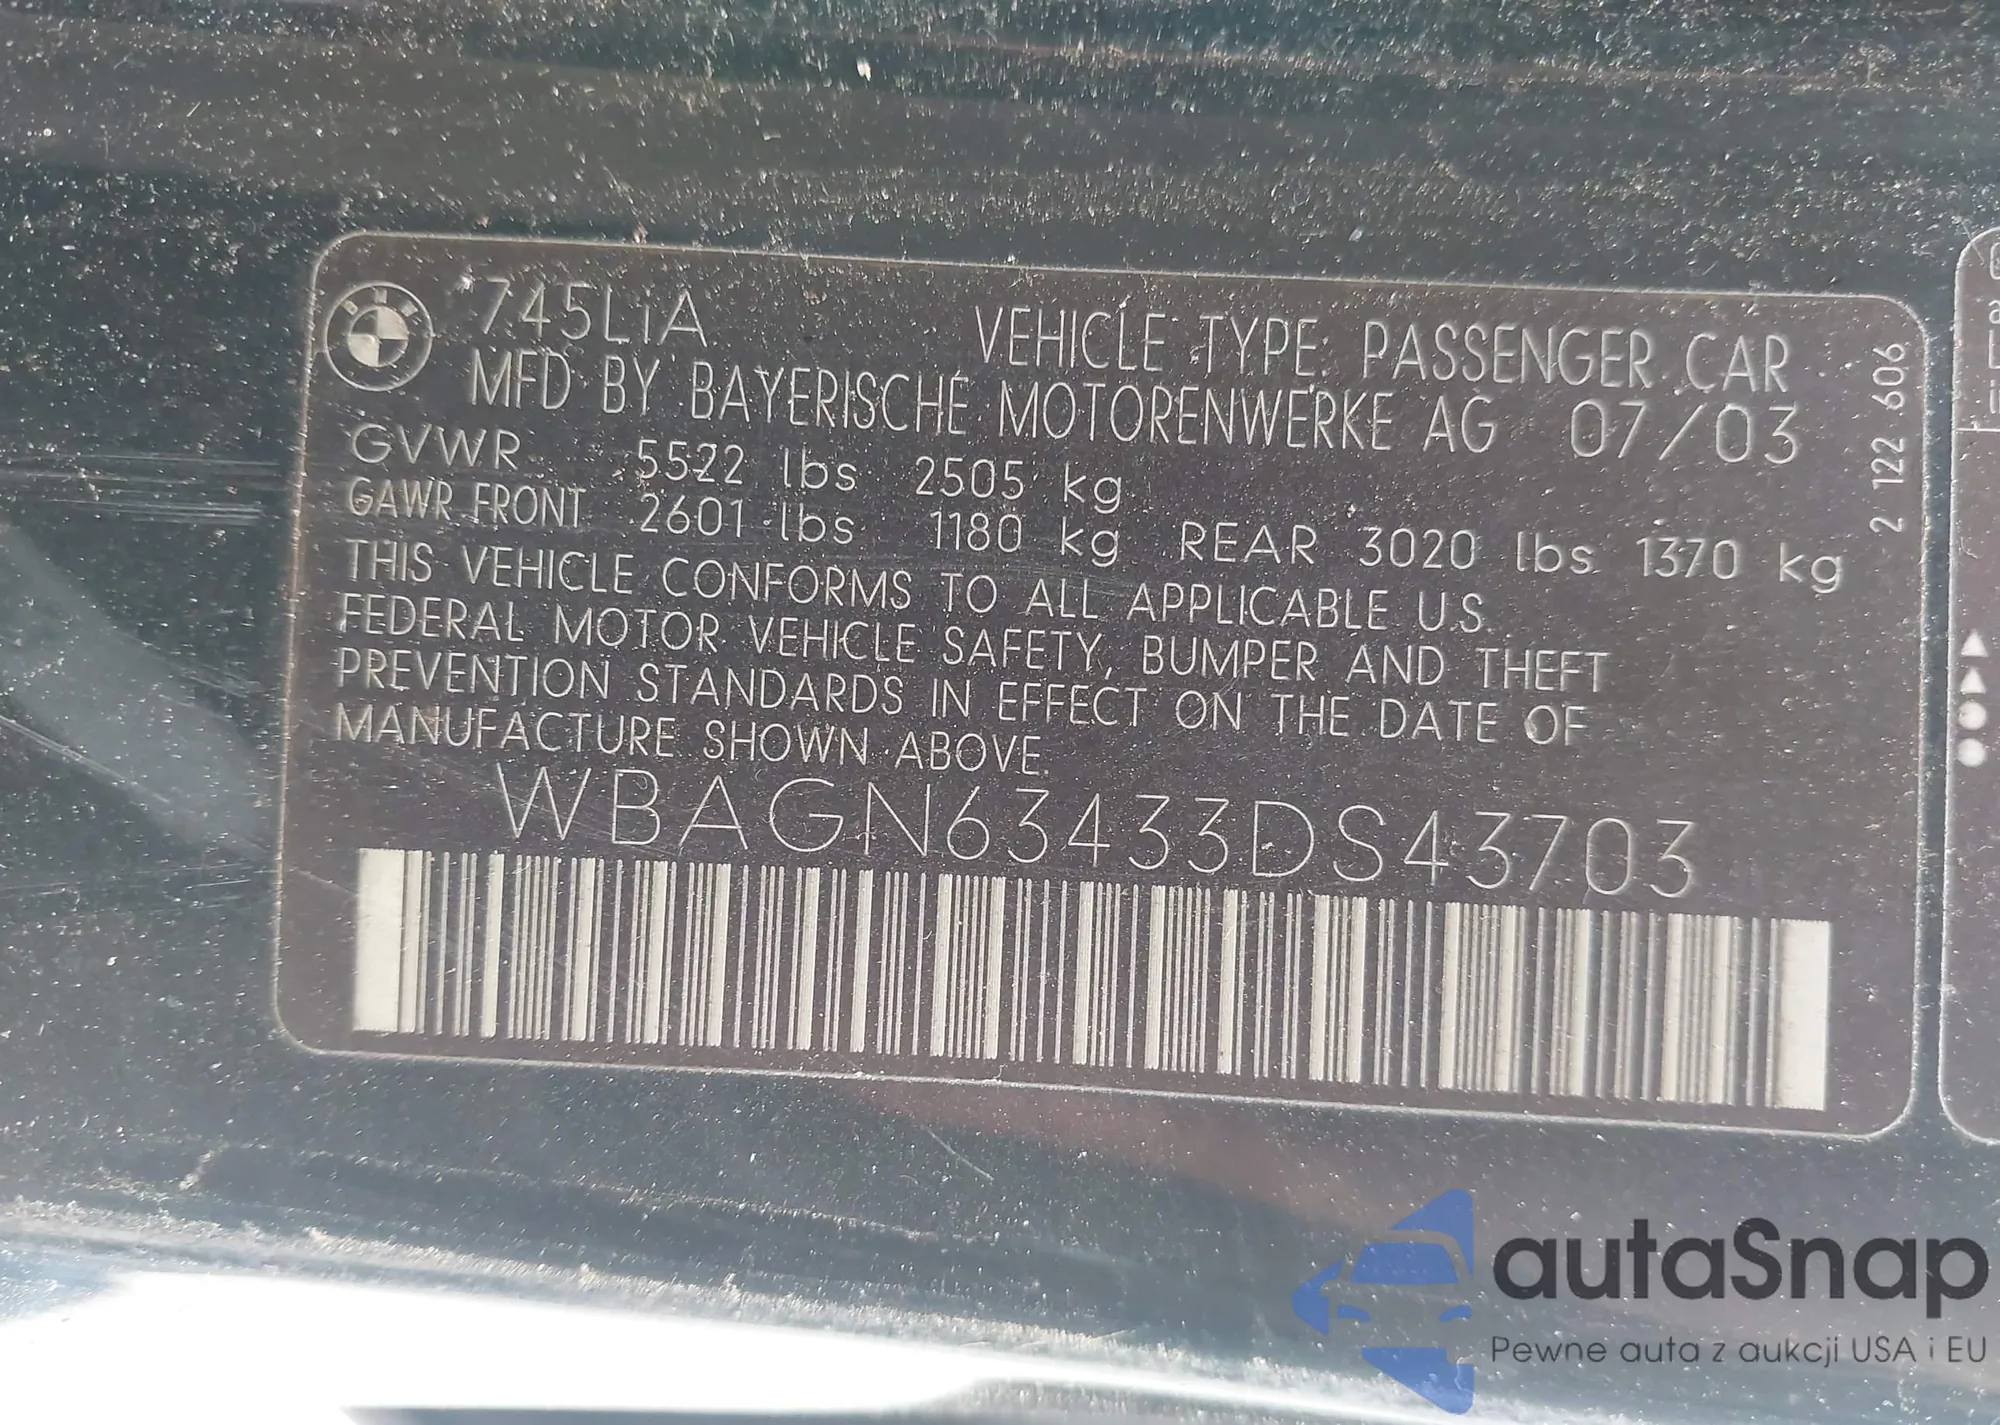 745LiA VEHICLE TYPE: PASSENGER CAR
MFD BY BAYERISCHE MOTORENWERKE AG 07/03
GVWR 5522 lbs 2505 kg
GAWR FRONT 2601 lbs 1180 kg REAR 3020 lbs 1370 kg
THIS VEHICLE CONFORMS TO ALL APPLICABLE U.S.
FEDERAL MOTOR VEHICLE SAFETY, BUMPER AND THEFT
PREVENTION STANDARDS IN EFFECT ON THE DATE OF
MANUFACTURE SHOWN ABOVE.
WBAGN63433DS43703
2 122 606
autaSnap
Pewne auta z aukcji USA i EU